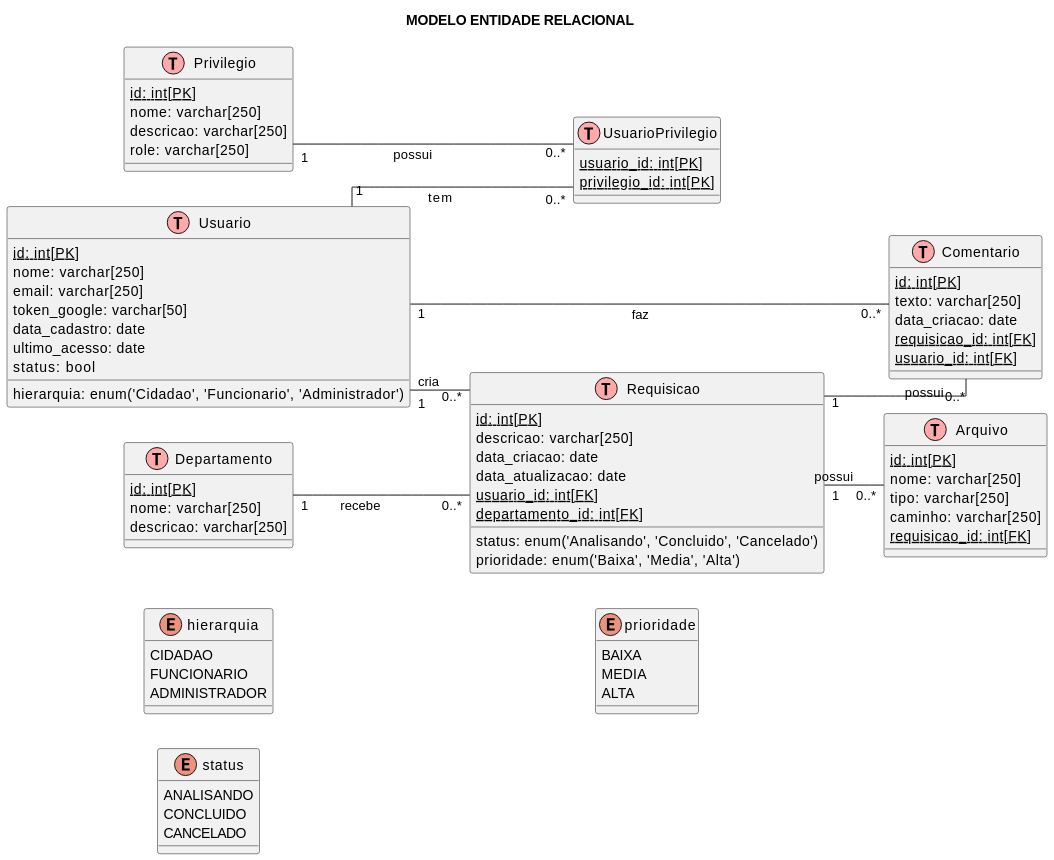 MODELO ENTIDADE RELACIONAL
T Privilegio
id: int[PK]
nome: varchar[250]
descricao: varchar[250]
role: varchar[250]
1
possui
0..*
T UsuarioPrivilegio
usuario_id: int[PK]
privilegio_id: int[PK]
1
tem
0..*
T Usuario
id: int[PK]
nome: varchar[250]
email: varchar[250]
token_google: varchar[50]
data_cadastro: date
ultimo_acesso: date
status: bool
hierarquia: enum('Cidadao', 'Funcionario', 'Administrador')
1
faz
0..*
T Comentario
id: int[PK]
texto: varchar[250]
data_criacao: date
requisicao_id: int[FK]
usuario_id: int[FK]
cria
1
0..*
T Requisicao
id: int[PK]
descricao: varchar[250]
data_criacao: date
data_atualizacao: date
usuario_id: int[FK]
departamento_id: int[FK]
status: enum('Analisando', 'Concluido', 'Cancelado')
prioridade: enum('Baixa', 'Media', 'Alta')
1
possui
0..*
possui
1
0..*
T Arquivo
id: int[PK]
nome: varchar[250]
tipo: varchar[250]
caminho: varchar[250]
requisicao_id: int[FK]
T Departamento
id: int[PK]
nome: varchar[250]
descricao: varchar[250]
1
recebe
0..*
E hierarquia
CIDADAO
FUNCIONARIO
ADMINISTRADOR
E prioridade
BAIXA
MEDIA
ALTA
E status
ANALISANDO
CONCLUIDO
CANCELADO